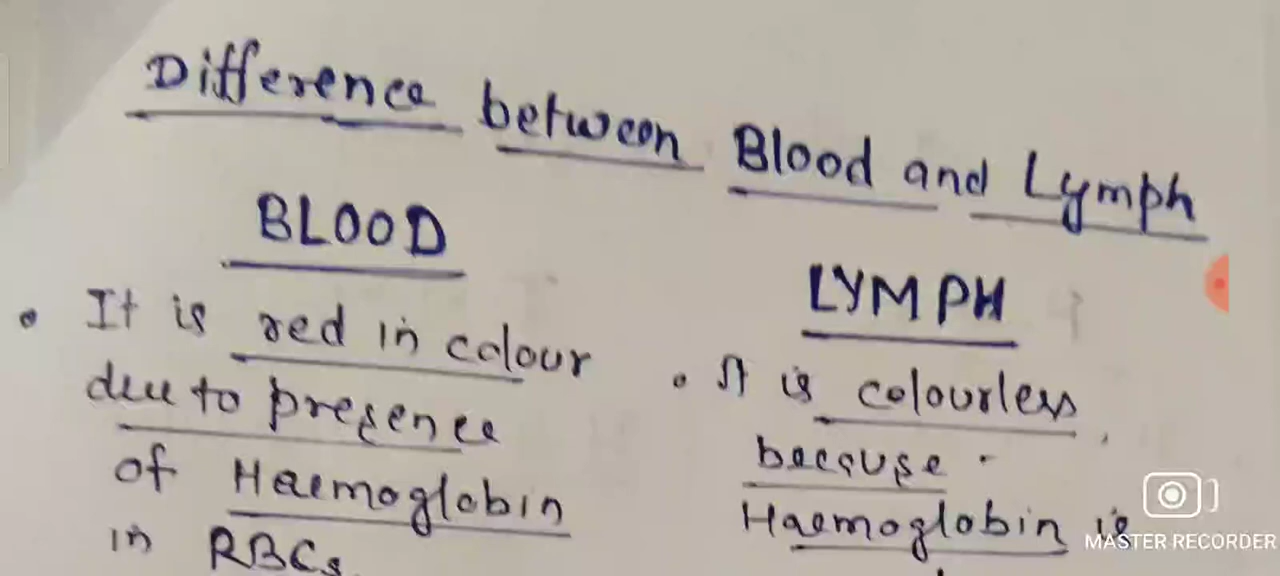 Difference between Blood and Lymph
BLOOD
• It is red in colour
due to presence
of Haemoglobin
in RBCs
LYMPH
• It is colourless,
because
Haemoglobin is
MASTER RECORDER